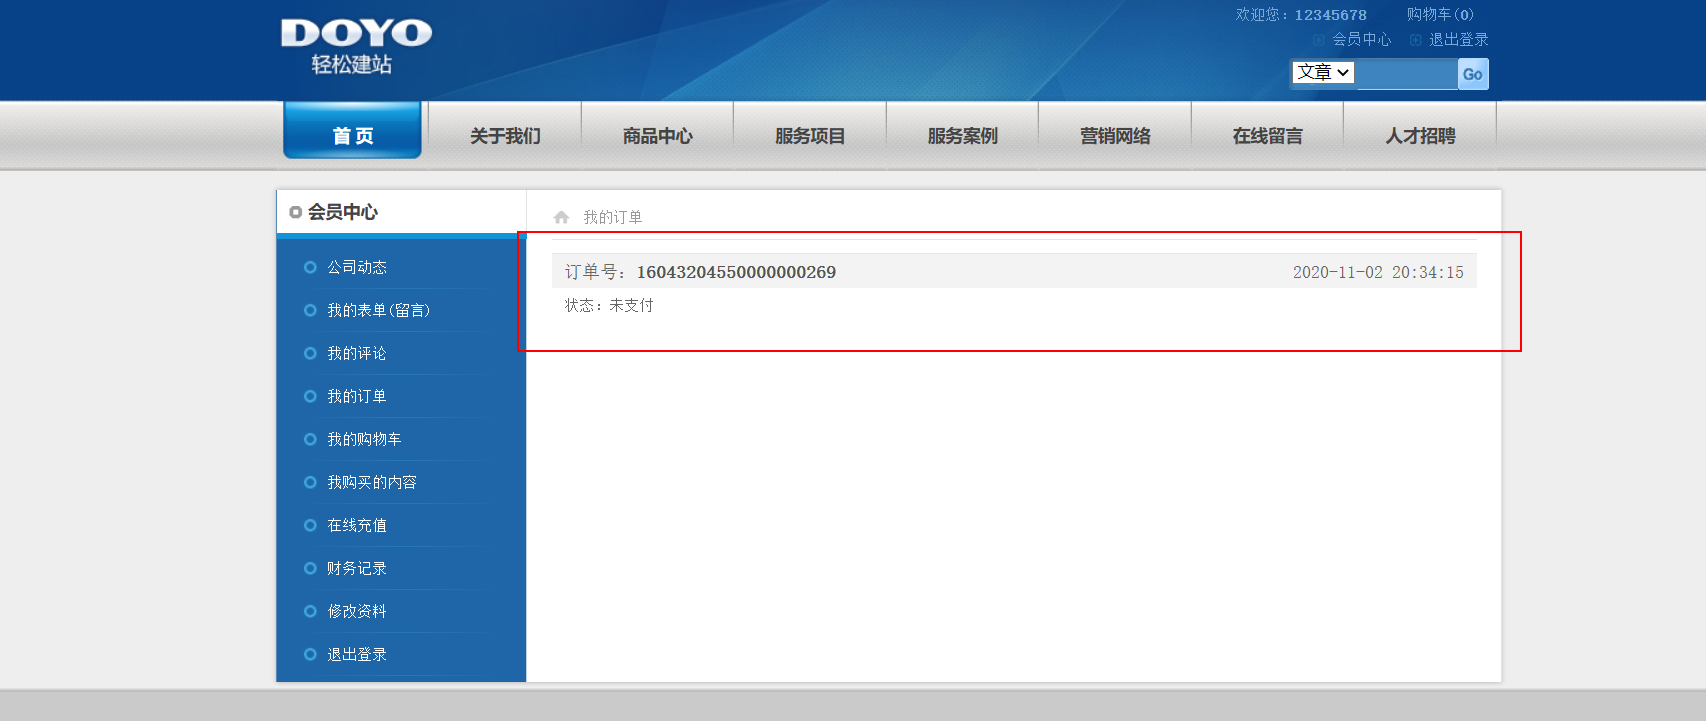 DOYO
轻松建站
欢迎您：12345678 购物车(0)
会员中心 退出登录
文章 Go
首 页 关于我们 商品中心 服务项目 服务案例 营销网络 在线留言 人才招聘
会员中心
公司动态
我的表单(留言)
我的评论
我的订单
我的购物车
我购买的内容
在线充值
财务记录
修改资料
退出登录
我的订单
订单号：16043204550000000269 2020-11-02 20:34:15
状态：未支付